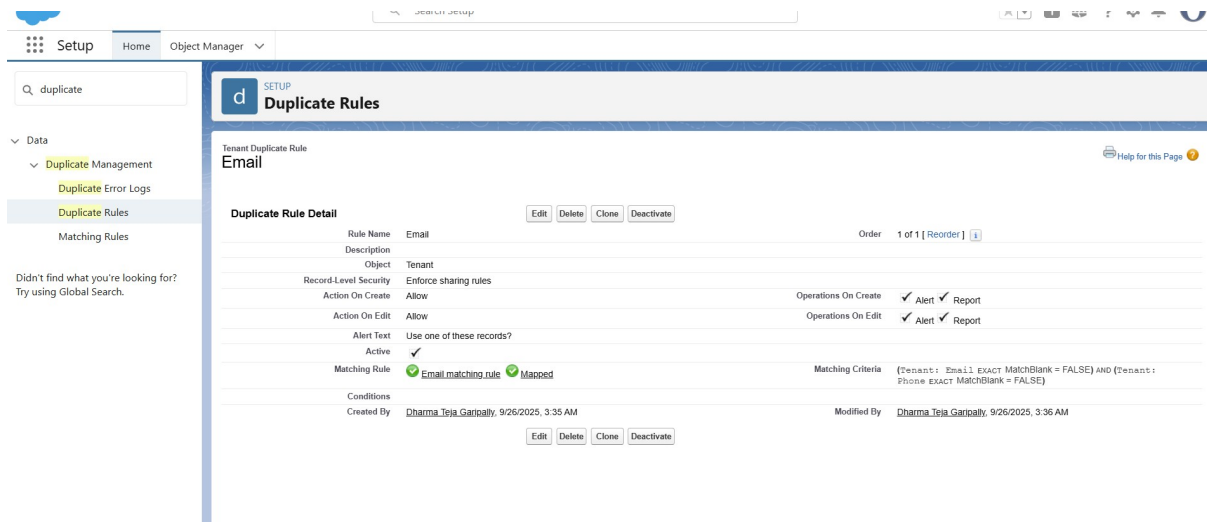 Search Setup
Setup Home Object Manager
duplicate
SETUP
Duplicate Rules
Data
Duplicate Management
Duplicate Error Logs
Duplicate Rules
Matching Rules
Didn't find what you're looking for?
Try using Global Search.
Tenant Duplicate Rule
Email
Help for this Page
Duplicate Rule Detail Edit Delete Clone Deactivate
Rule Name Email Order 1 of 1 [ Reorder ] i
Description
Object Tenant
Record-Level Security Enforce sharing rules
Action On Create Allow Operations On Create Alert Report
Action On Edit Allow Operations On Edit Alert Report
Alert Text Use one of these records?
Active
Matching Rule Email matching rule Mapped Matching Criteria (Tenant: Email EXACT MatchBlank = FALSE) AND (Tenant:
Phone EXACT MatchBlank = FALSE)
Conditions
Created By Dharma Teja Garipally, 9/26/2025, 3:35 AM Modified By Dharma Teja Garipally, 9/26/2025, 3:36 AM
Edit Delete Clone Deactivate